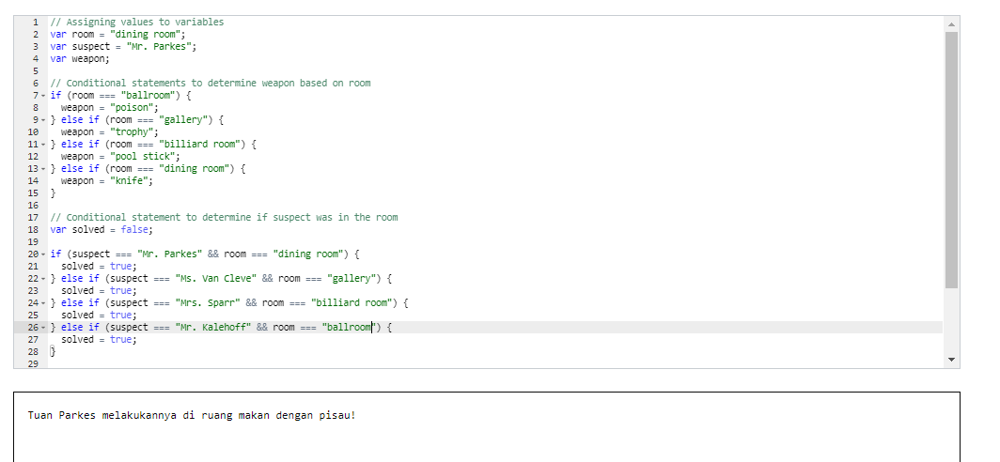 1 // Assigning values to variables
2 var room = "dining room";
3 var suspect = "Mr. Parkes";
4 var weapon;
5
6 // Conditional statements to determine weapon based on room
7 if (room === "ballroom") {
8 weapon = "poison";
9 } else if (room === "gallery") {
10 weapon = "trophy";
11 } else if (room === "billiard room") {
12 weapon = "pool stick";
13 } else if (room === "dining room") {
14 weapon = "knife";
15 }
16
17 // Conditional statement to determine if suspect was in the room
18 var solved = false;
19
20 if (suspect === "Mr. Parkes" && room === "dining room") {
21 solved = true;
22 } else if (suspect === "Ms. Van Cleve" && room === "gallery") {
23 solved = true;
24 } else if (suspect === "Mrs. Sparr" && room === "billiard room") {
25 solved = true;
26 } else if (suspect === "Mr. Kalehoff" && room === "ballroom") {
27 solved = true;
28 }
29
Tuan Parkes melakukannya di ruang makan dengan pisau!